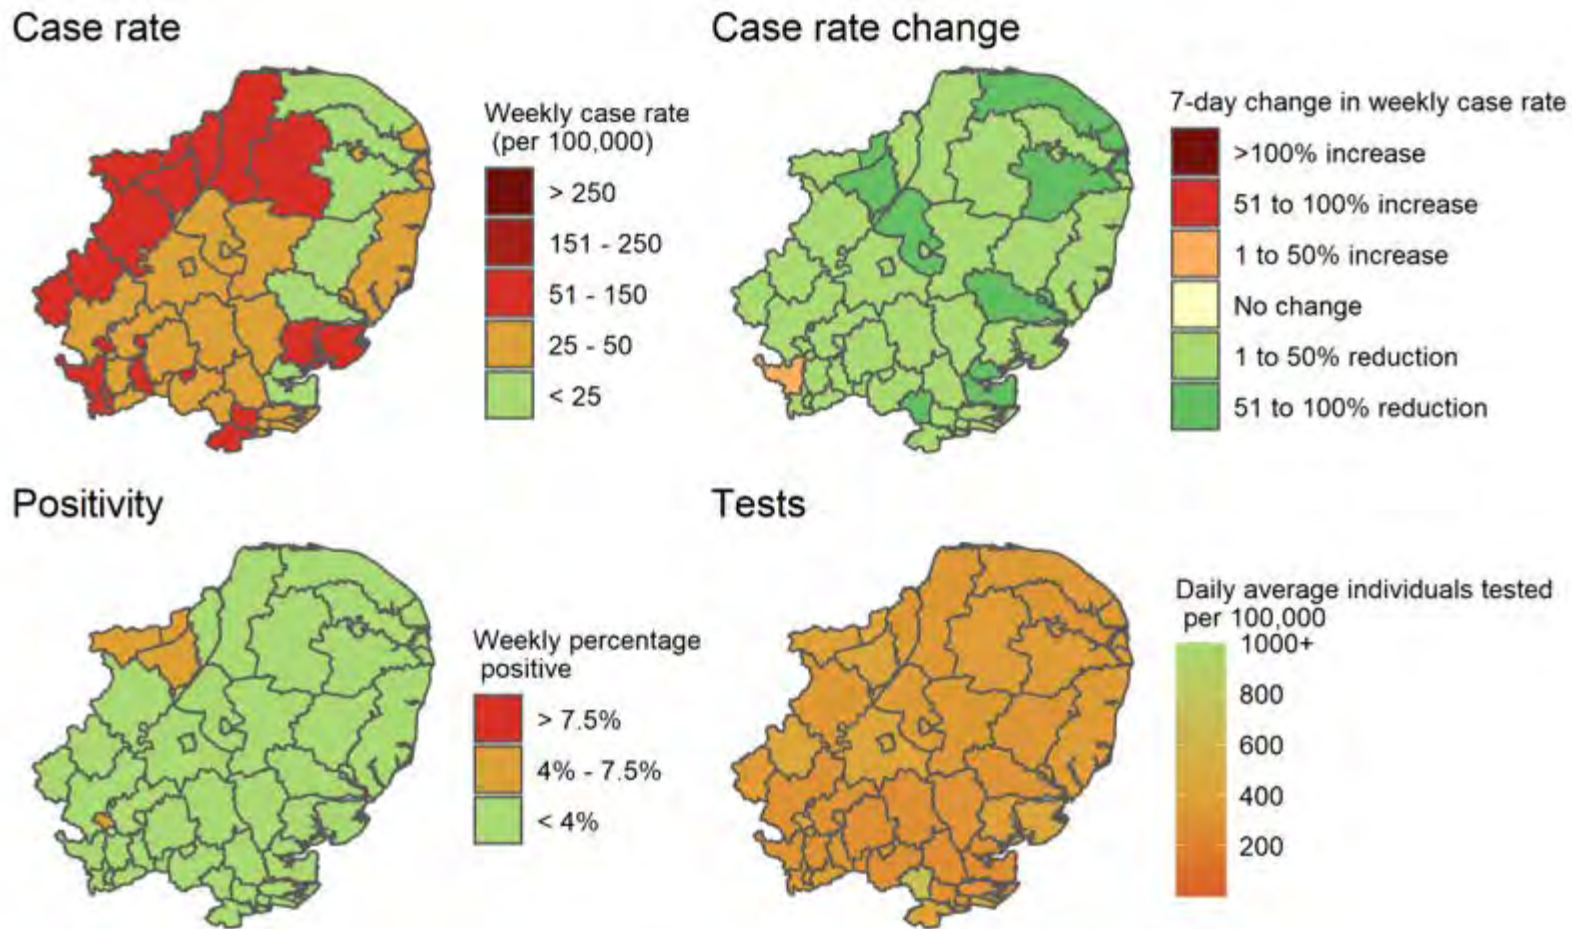 Case rate
Weekly case rate
(per 100,000)
> 250
151 - 250
51 - 150
25 - 50
< 25
Case rate change
7-day change in weekly case rate
>100% increase
51 to 100% increase
1 to 50% increase
No change
1 to 50% reduction
51 to 100% reduction
Positivity
Weekly percentage
positive
> 7.5%
4% - 7.5%
< 4%
Tests
Daily average individuals tested
per 100,000
1000+
800
600
400
200